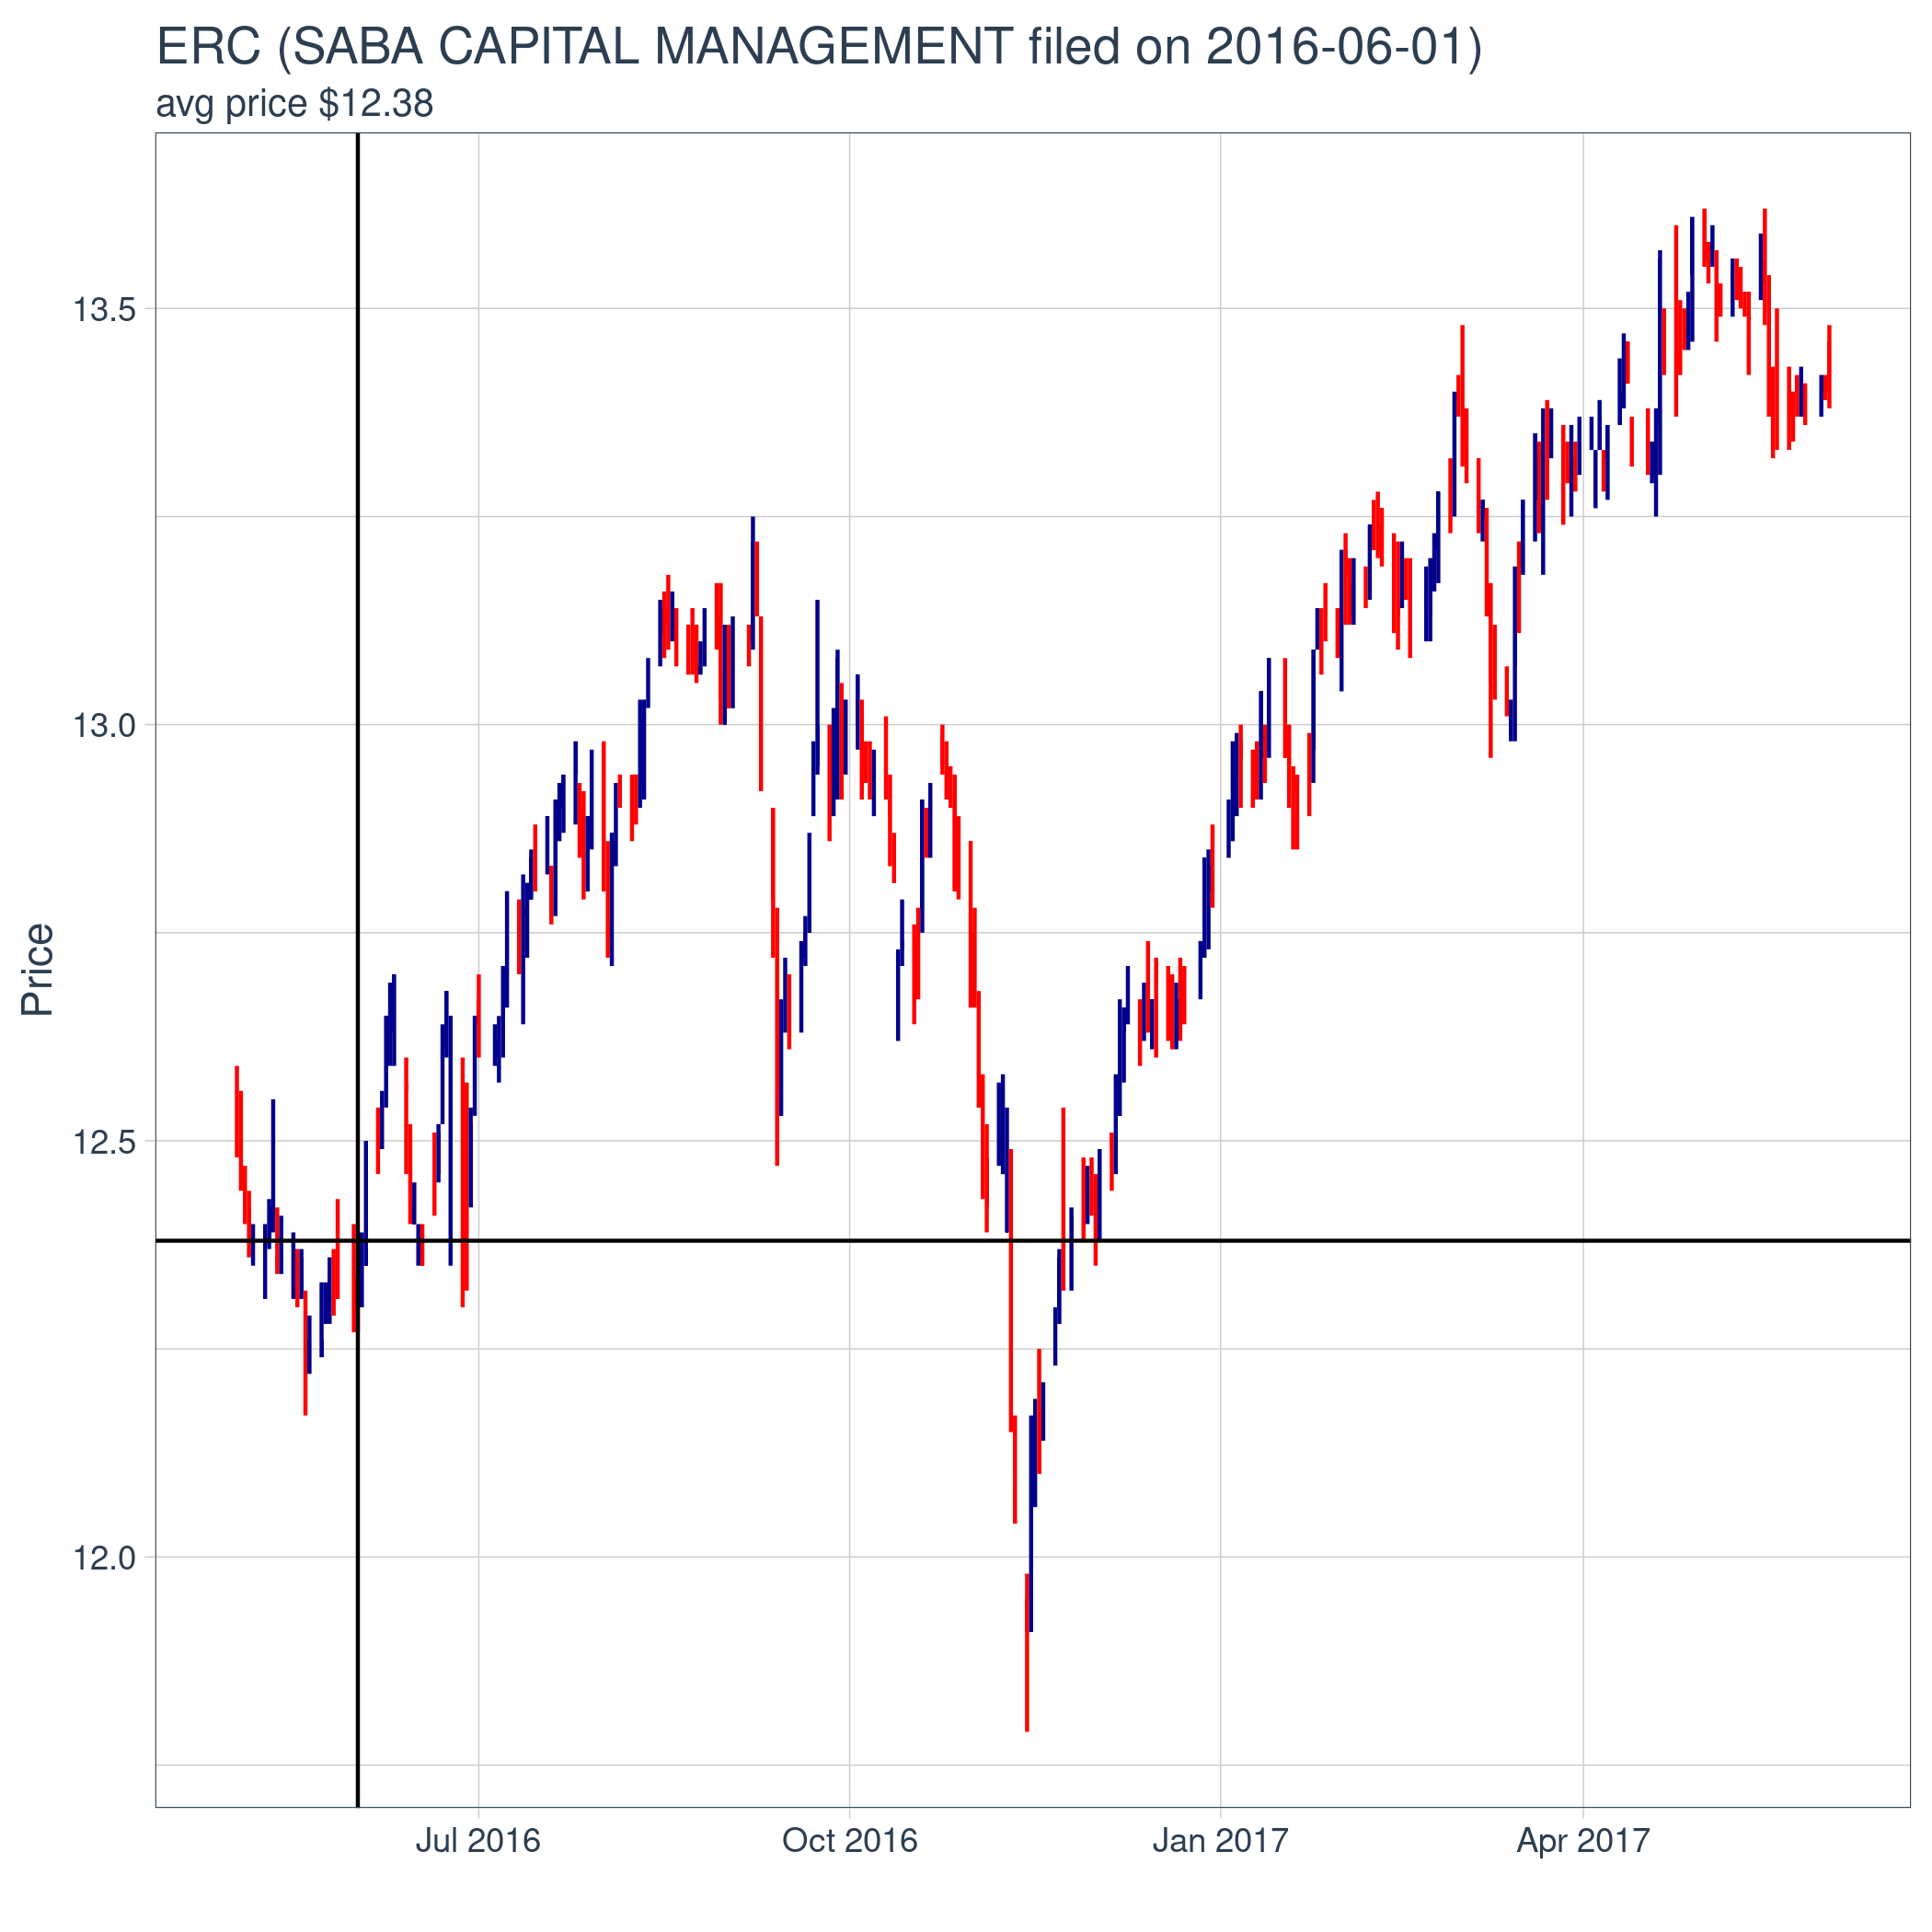 ERC (SABA CAPITAL MANAGEMENT filed on 2016-06-01)
avg price $12.38
Price
13.5
13.0
12.5
12.0
Jul 2016
Oct 2016
Jan 2017
Apr 2017